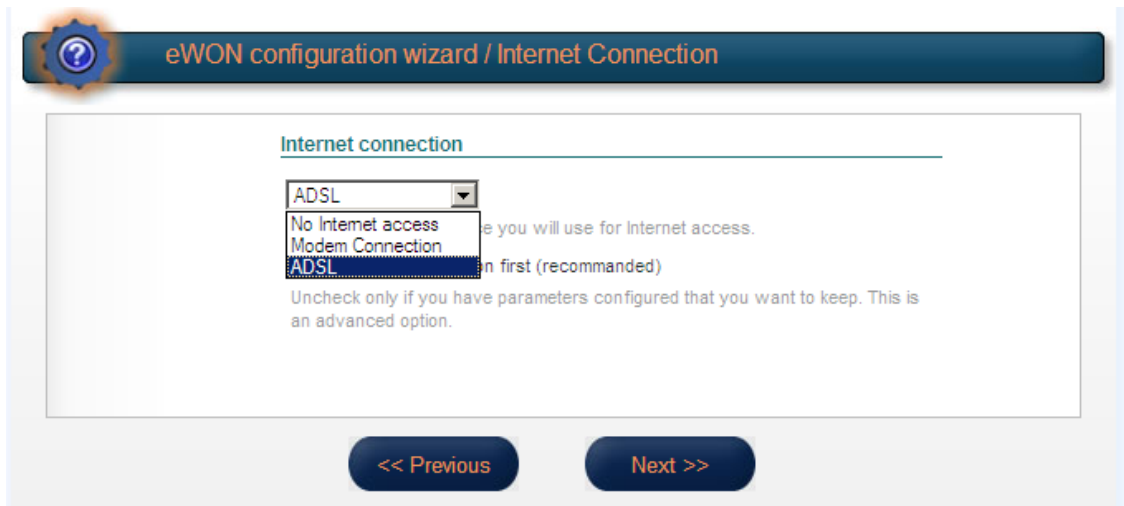 eWON configuration wizard / Internet Connection
Internet connection
ADSL
No Internet access
Modem Connection
ADSL
you will use for Internet access.
first (recommanded)
Uncheck only if you have parameters configured that you want to keep. This is
an advanced option.
<< Previous
Next >>